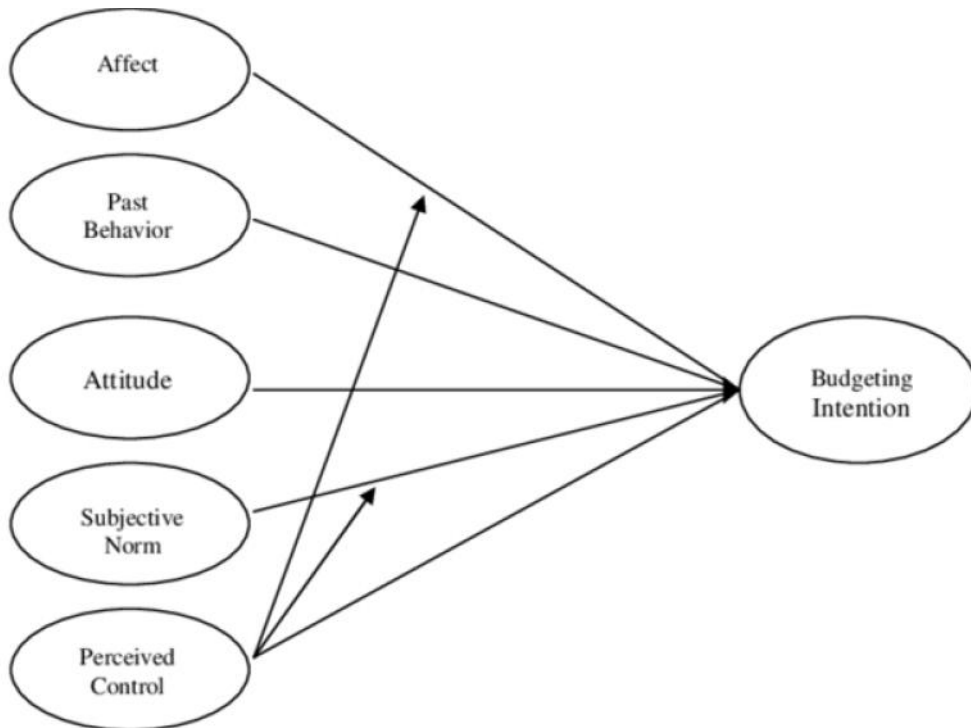 Affect
Past
Behavior
Attitude
Subjective
Norm
Perceived
Control
Budgeting
Intention